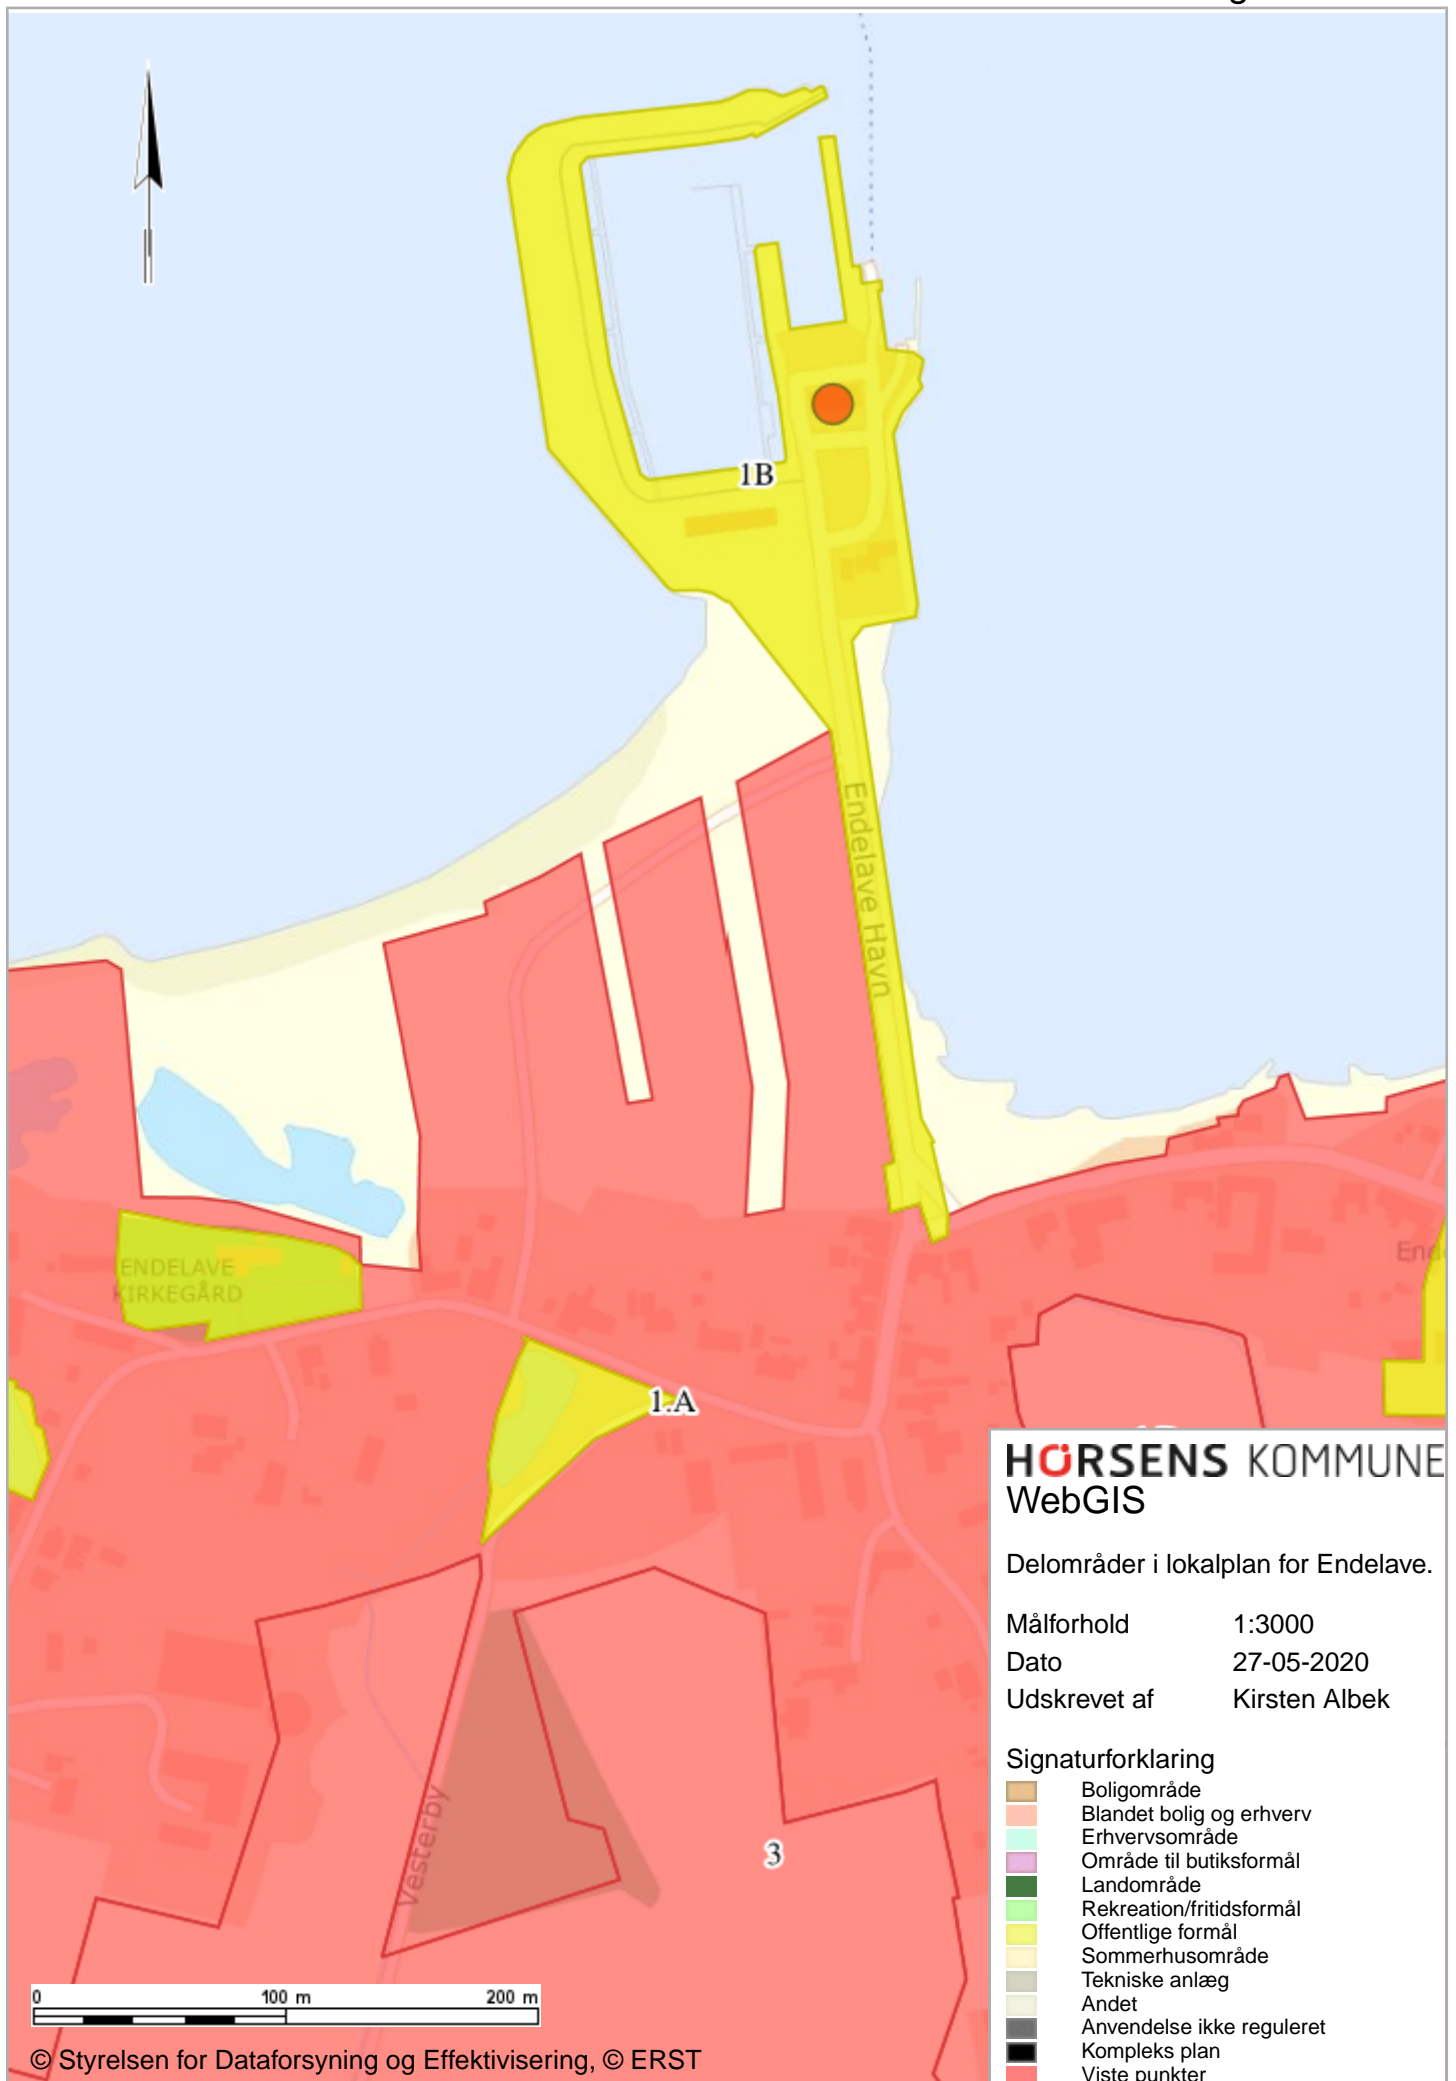 1B
Endelave Havn
ENDELAVE
KIRKEGÅRD
1.A
3
Vesterby
0 100 m 200 m
© Styrelsen for Dataforsyning og Effektivisering, © ERST
HORSENS KOMMUNE
WebGIS
Delområder i lokalplan for Endelave.
Målforhold 1:3000
Dato 27-05-2020
Udskrevet af Kirsten Albek
Signaturforklaring
Boligområde
Blandet bolig og erhverv
Erhvervsområde
Område til butiksformål
Landområde
Rekreation/fritidsformål
Offentlige formål
Sommerhusområde
Tekniske anlæg
Andet
Anvendelse ikke reguleret
Kompleks plan
Viste punkter